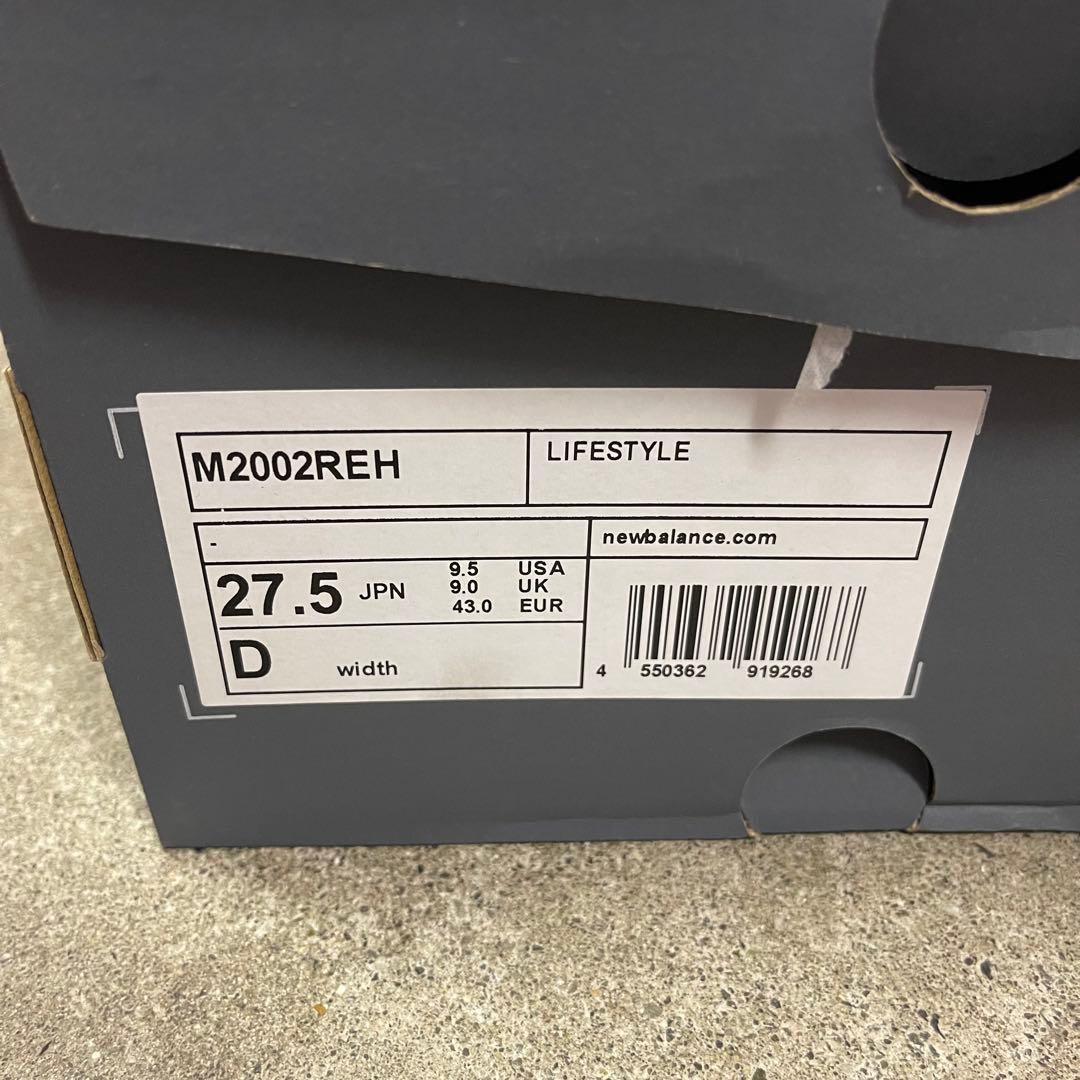 M2002REH
LIFESTYLE
-
newbalance.com
27.5 JPN
9.5 USA
9.0 UK
43.0 EUR
D width
4 550362 919268